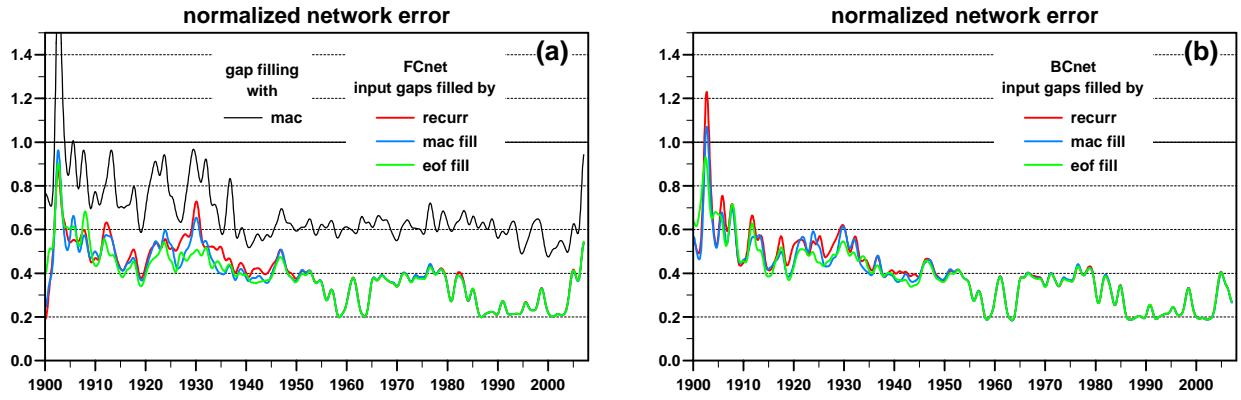 normalized network error
(a)
gap filling
with
mac
FCnet
input gaps filled by
recurr
mac fill
eof fill
1.4
1.2
1.0
0.8
0.6
0.4
0.2
0.0
1900 1910 1920 1930 1940 1950 1960 1970 1980 1990 2000
normalized network error
(b)
BCnet
input gaps filled by
recurr
mac fill
eof fill
1.4
1.2
1.0
0.8
0.6
0.4
0.2
0.0
1900 1910 1920 1930 1940 1950 1960 1970 1980 1990 2000